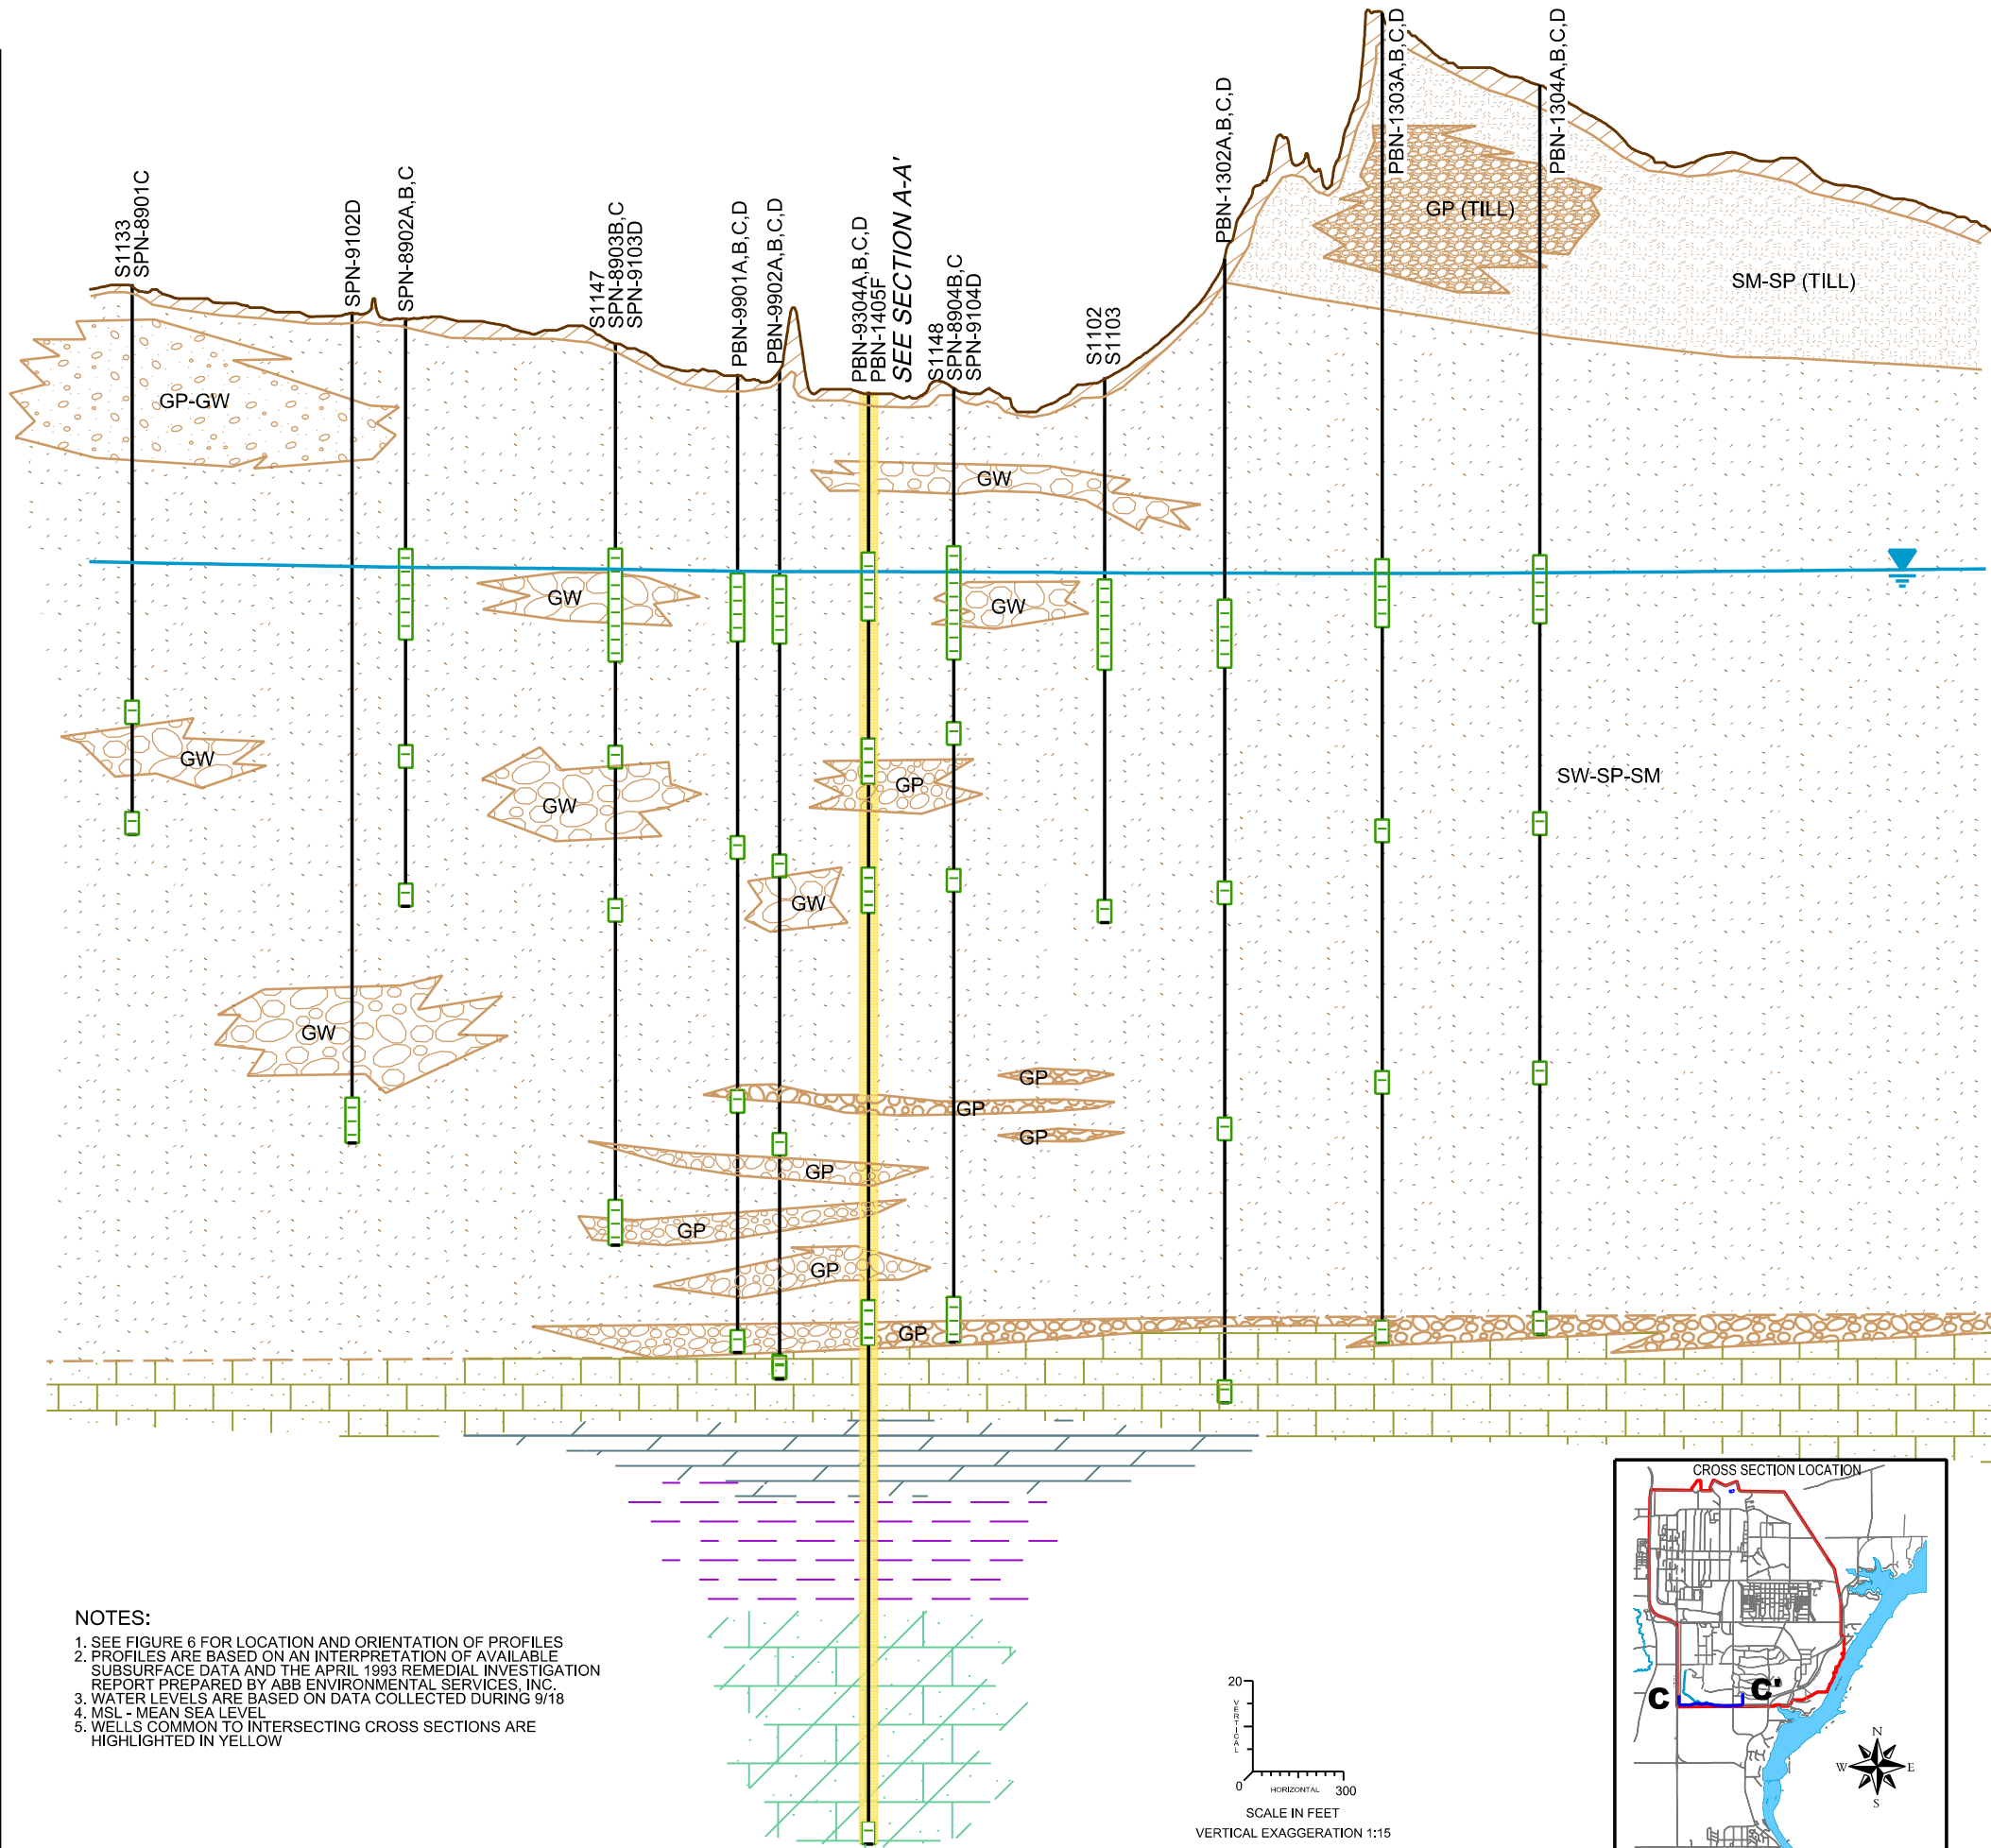 S1133
SPN-8901C
SPN-9102D
SPN-8902A,B,C
S1147
SPN-8903B,C
SPN-9103D
PBN-9901A,B,C,D
PBN-9902A,B,C,D
PBN-9304A,B,C,D
PBN-1405F
SEE SECTION A-A'
S1148
SPN-8904B,C
SPN-9104D
S1102
S1103
PBN-1302A,B,C,D
PBN-1303A,B,C,D
PBN-1304A,B,C,D
GP (TILL)
SM-SP (TILL)
GP-GW
GW
GW
GW
GW
GW
GP
SW-SP-SM
GW
GW
GP
GP
GP
GP
GP
GP
GP
GW
NOTES:
1. SEE FIGURE 6 FOR LOCATION AND ORIENTATION OF PROFILES
2. PROFILES ARE BASED ON AN INTERPRETATION OF AVAILABLE
SUBSURFACE DATA AND THE APRIL 1993 REMEDIAL INVESTIGATION
REPORT PREPARED BY ABB ENVIRONMENTAL SERVICES, INC.
3. WATER LEVELS ARE BASED ON DATA COLLECTED DURING 9/18
4. MSL - MEAN SEA LEVEL
5. WELLS COMMON TO INTERSECTING CROSS SECTIONS ARE
HIGHLIGHTED IN YELLOW
20
VERTICAL
0
HORIZONTAL
300
SCALE IN FEET
VERTICAL EXAGGERATION 1:15
CROSS SECTION LOCATION
C
C'
N
W
E
S